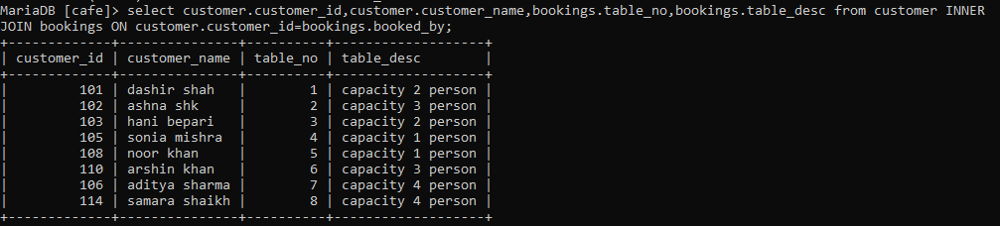 MariaDB [cafe]> select customer.customer_id,customer.customer_name,bookings.table_no,bookings.table_desc from customer INNER
JOIN bookings ON customer.customer_id=bookings.booked_by;
+-------------+---------------+----------+-------------------+
| customer_id | customer_name | table_no | table_desc        |
+-------------+---------------+----------+-------------------+
|         101 | dashir shah   |        1 | capacity 2 person |
|         102 | ashna shk     |        2 | capacity 3 person |
|         103 | hani bepari   |        3 | capacity 2 person |
|         105 | sonia mishra  |        4 | capacity 1 person |
|         108 | noor khan     |        5 | capacity 1 person |
|         110 | arshin khan   |        6 | capacity 3 person |
|         106 | aditya sharma |        7 | capacity 4 person |
|         114 | samara shaikh |        8 | capacity 4 person |
+-------------+---------------+----------+-------------------+